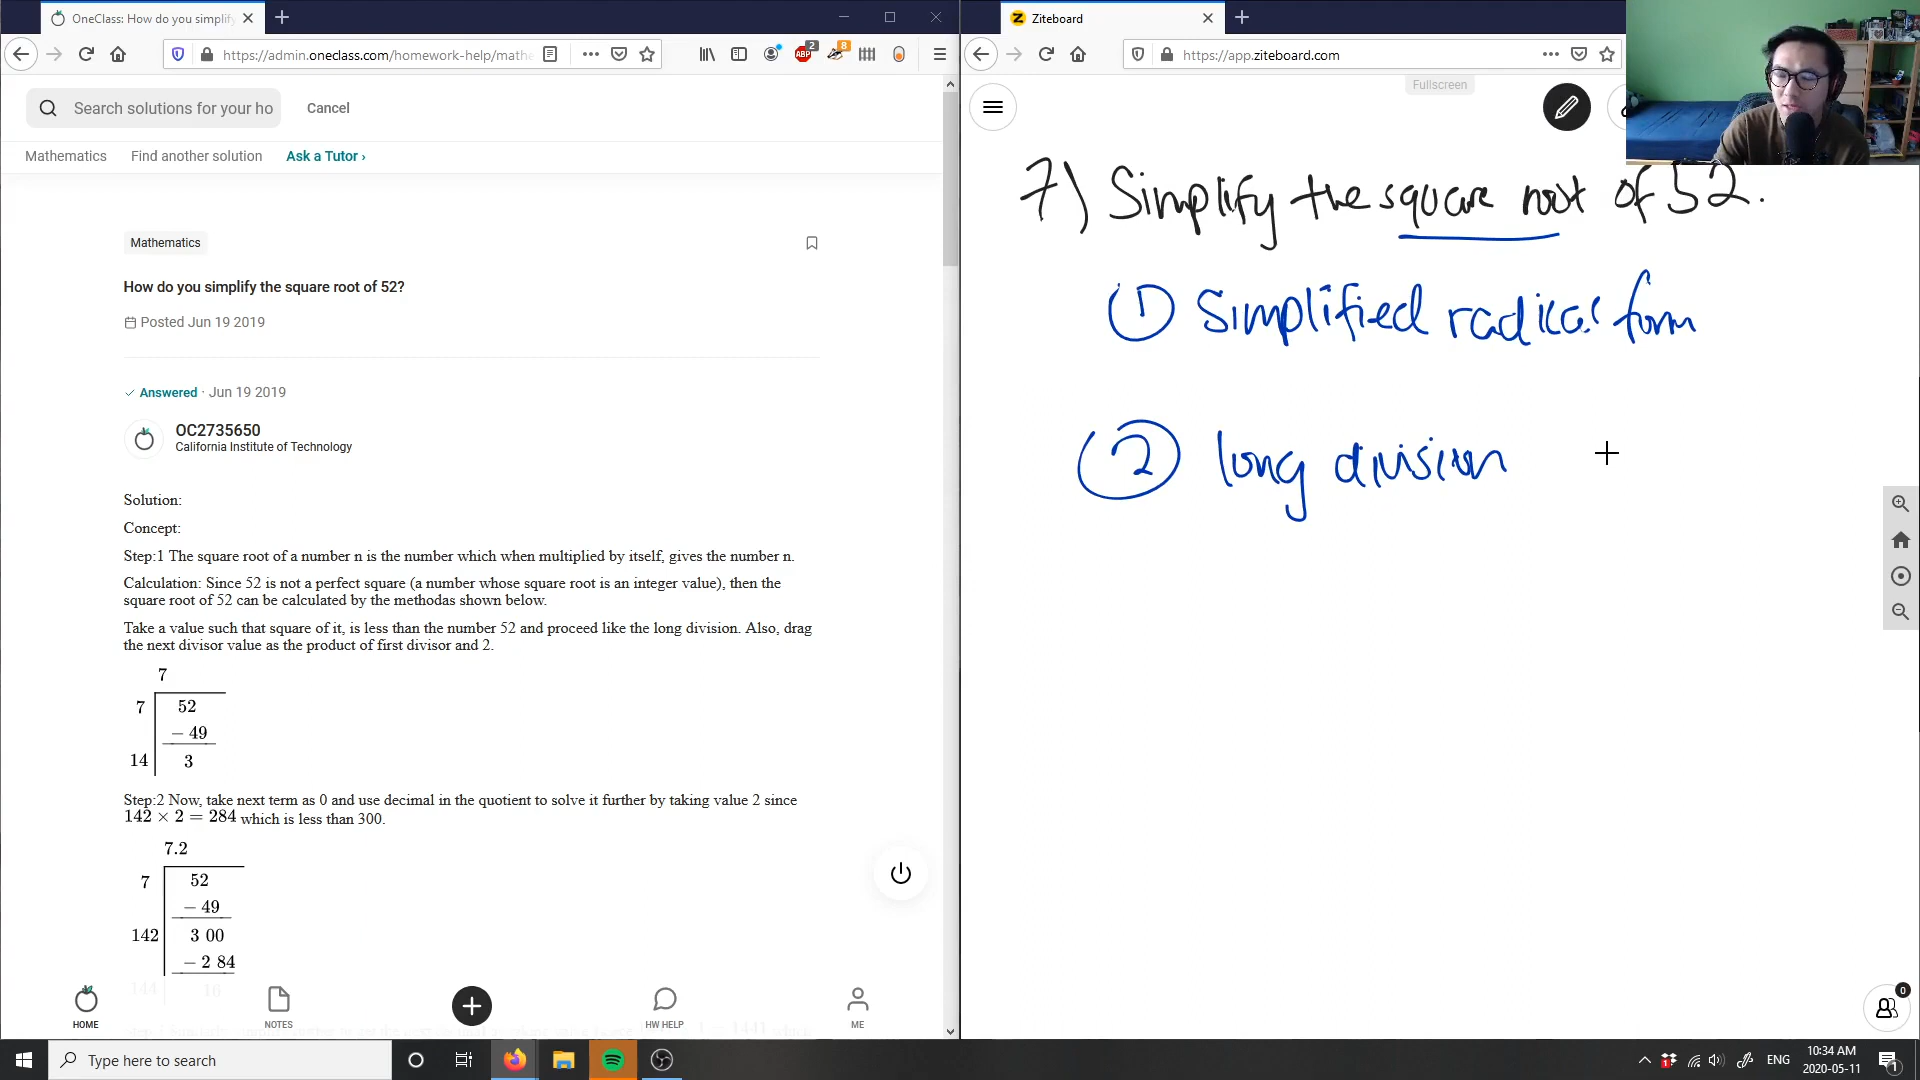 OneClass: How do you simplify
https://admin.oneclass.com/homework-help/mathe
2
8
Search solutions for your ho
Cancel
Mathematics
Find another solution
Ask a Tutor ›
Mathematics
How do you simplify the square root of 52?
Posted Jun 19 2019
Answered · Jun 19 2019
OC2735650
California Institute of Technology
Solution:
Concept:
Step:1 The square root of a number n is the number which when multiplied by itself, gives the number n.
Calculation: Since 52 is not a perfect square (a number whose square root is an integer value), then the
square root of 52 can be calculated by the methodas shown below.
Take a value such that square of it, is less than the number 52 and proceed like the long division. Also, drag
the next divisor value as the product of first divisor and 2.
7
7 52
− 49
14 3
Step:2 Now, take next term as 0 and use decimal in the quotient to solve it further by taking value 2 since
142 × 2 = 284 which is less than 300.
7.2
7 52
− 49
142 3 00
− 2 84
144 16
HOME
NOTES
HW HELP
ME
Ziteboard
https://app.ziteboard.com
Fullscreen
7) Simplify the square root of 52.
1 Simplified radical form
2 long division
0
Type here to search
ENG
10:34 AM
2020-05-11
1